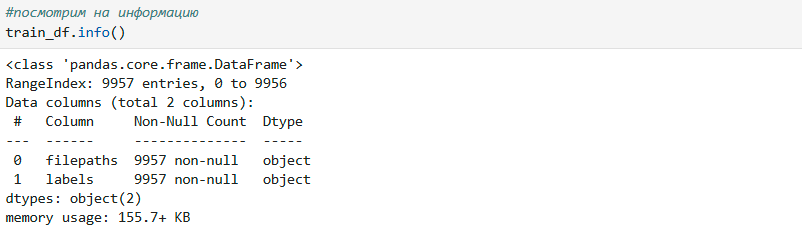 #посмотрим на информацию
train_df.info()
<class 'pandas.core.frame.DataFrame'>
RangeIndex: 9957 entries, 0 to 9956
Data columns (total 2 columns):
 #   Column     Non-Null Count  Dtype
---  ------     --------------  -----
 0   filepaths  9957 non-null   object
 1   labels     9957 non-null   object
dtypes: object(2)
memory usage: 155.7+ KB